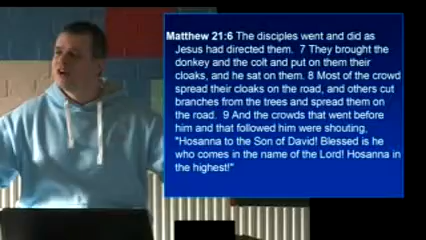 Matthew 21:6 The disciples went and did as
Jesus had directed them. 7 They brought the
donkey and the colt and put on them their
cloaks, and he sat on them. 8 Most of the crowd
spread their cloaks on the road, and others cut
branches from the trees and spread them on
the road. 9 And the crowds that went before
him and that followed him were shouting,
"Hosanna to the Son of David! Blessed is he
who comes in the name of the Lord! Hosanna in
the highest!"